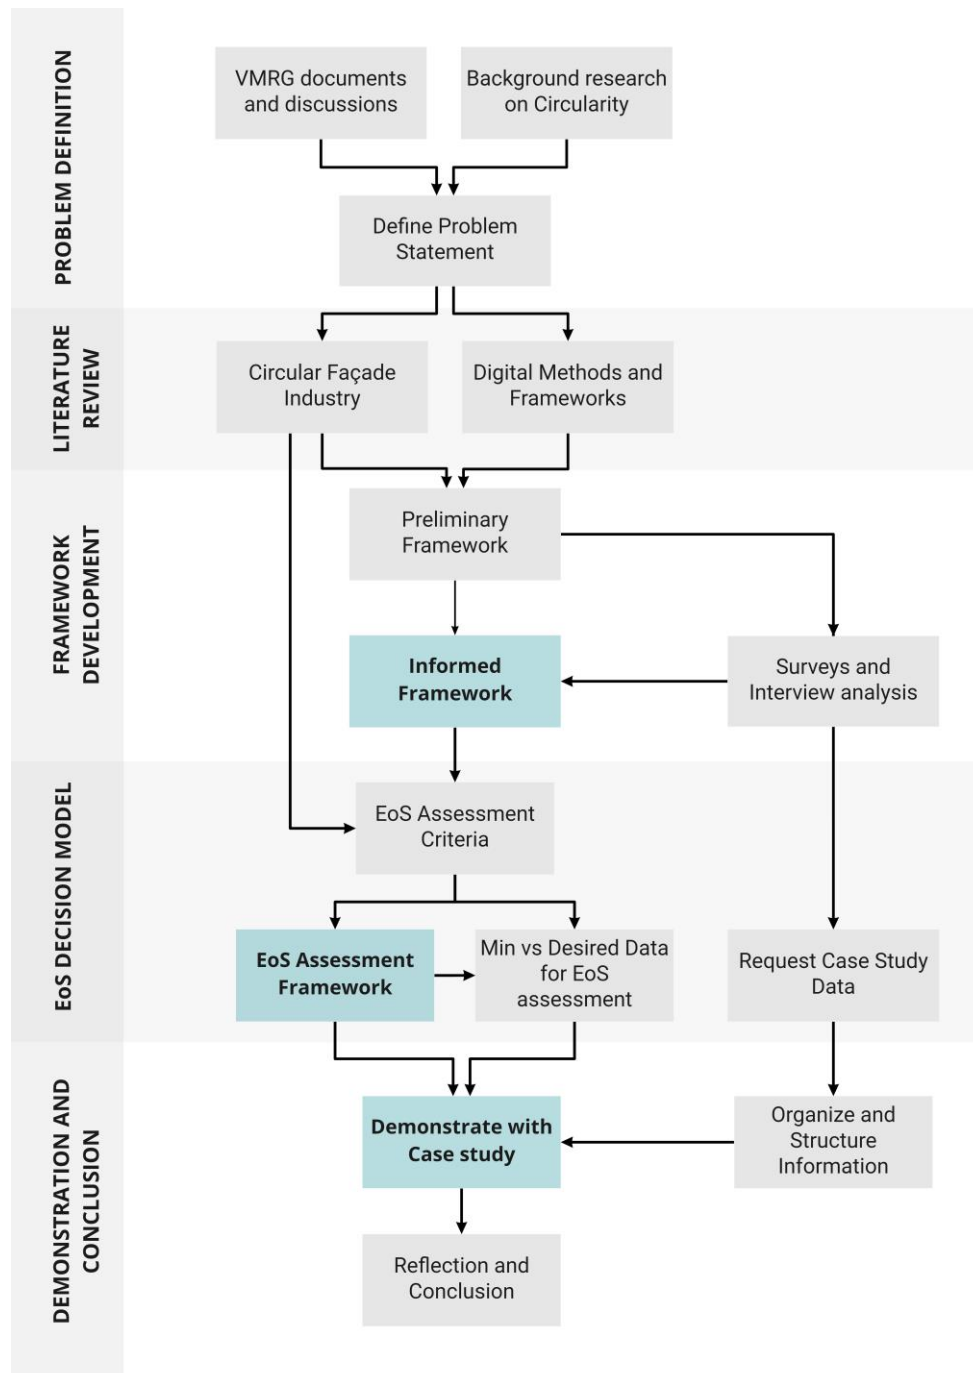 PROBLEM DEFINITION
VMRG documents
and discussions
Background research
on Circularity
Define Problem
Statement
LITERATURE
REVIEW
Circular Façade
Industry
Digital Methods and
Frameworks
FRAMEWORK
DEVELOPMENT
Preliminary
Framework
Informed
Framework
Surveys and
Interview analysis
EoS DECISION MODEL
EoS Assessment
Criteria
EoS Assessment
Framework
Min vs Desired Data
for EoS
assessment
Request Case Study
Data
DEMONSTRATION AND
CONCLUSION
Demonstrate with
Case study
Organize and
Structure
Information
Reflection and
Conclusion